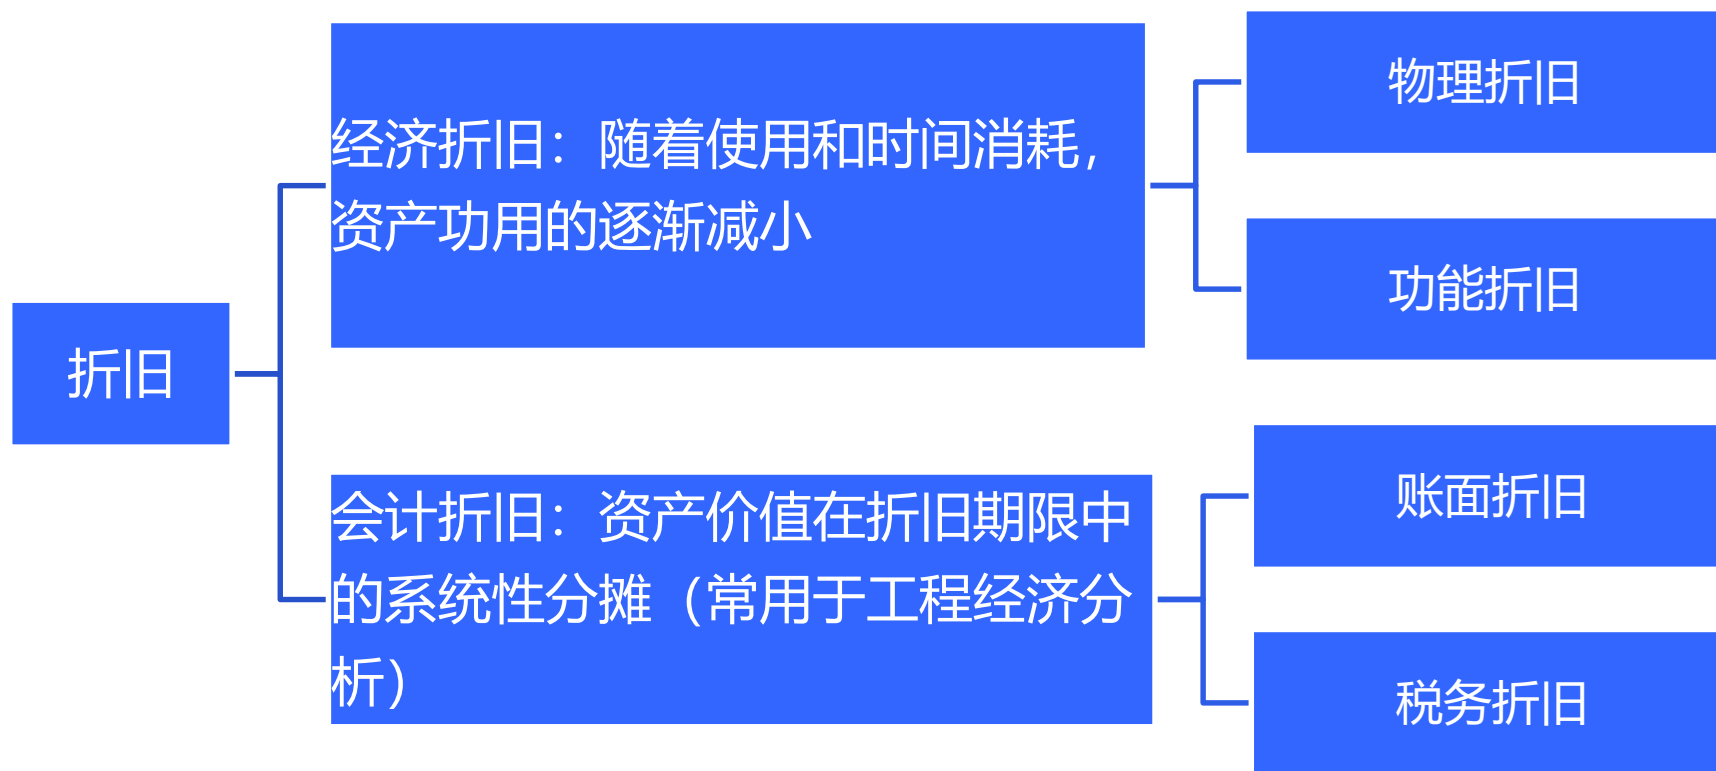 折旧
经济折旧：随着使用和时间消耗，
资产功用的逐渐减小
物理折旧
功能折旧
会计折旧：资产价值在折旧期限中
的系统性分摊（常用于工程经济分
析）
账面折旧
税务折旧